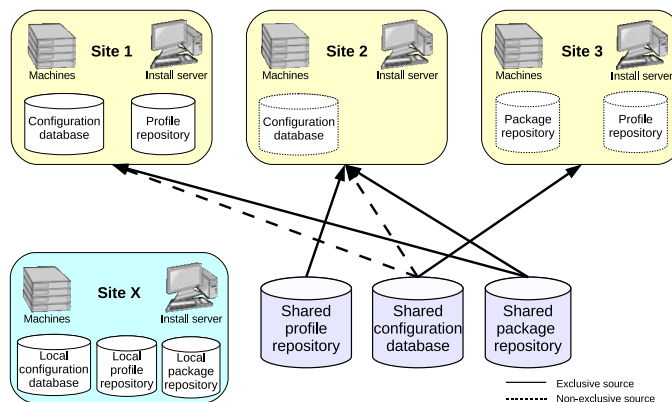 Site 1
Machines
Install server
Configuration
database
Profile
repository
Site 2
Machines
Install server
Configuration
database
Site 3
Machines
Install server
Package
repository
Profile
repository
Site X
Machines
Install server
Local
configuration
database
Local
profile
repository
Local
package
repository
Shared
profile
repository
Shared
configuration
database
Shared
package
repository
Exclusive source
Non-exclusive source